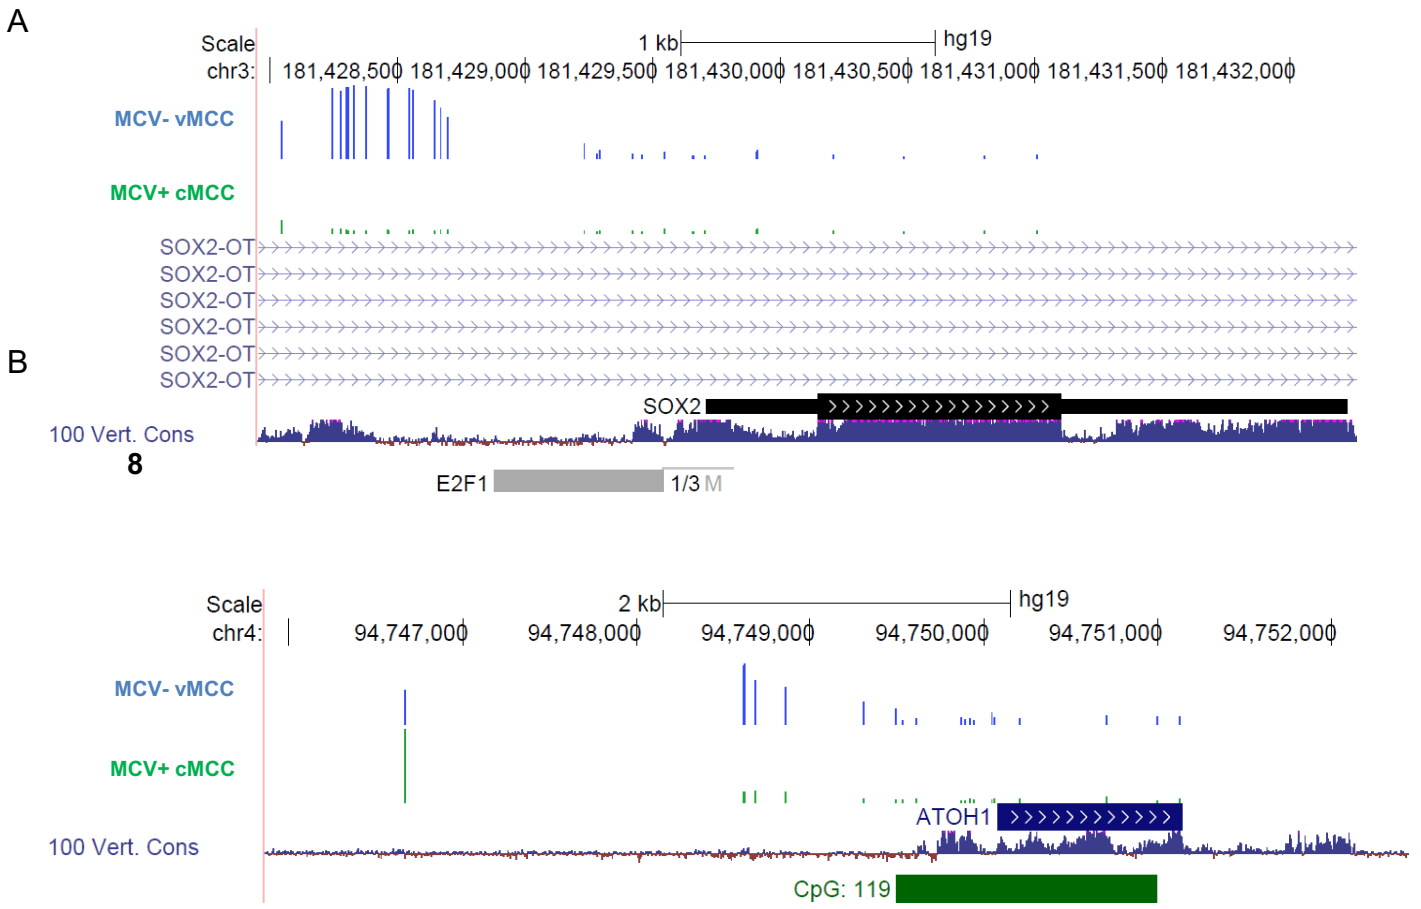 A
Scale 1 kb hg19
chr3: 181,428,500 181,429,000 181,429,500 181,430,000 181,430,500 181,431,000 181,431,500 181,432,000
MCV- vMCC
MCV+ cMCC
SOX2-OT
SOX2-OT
SOX2-OT
SOX2-OT
SOX2-OT
B
SOX2-OT
SOX2
100 Vert. Cons
8
E2F1 1/3 M
Scale 2 kb hg19
chr4: 94,747,000 94,748,000 94,749,000 94,750,000 94,751,000 94,752,000
MCV- vMCC
MCV+ cMCC
ATOH1
100 Vert. Cons
CpG: 119